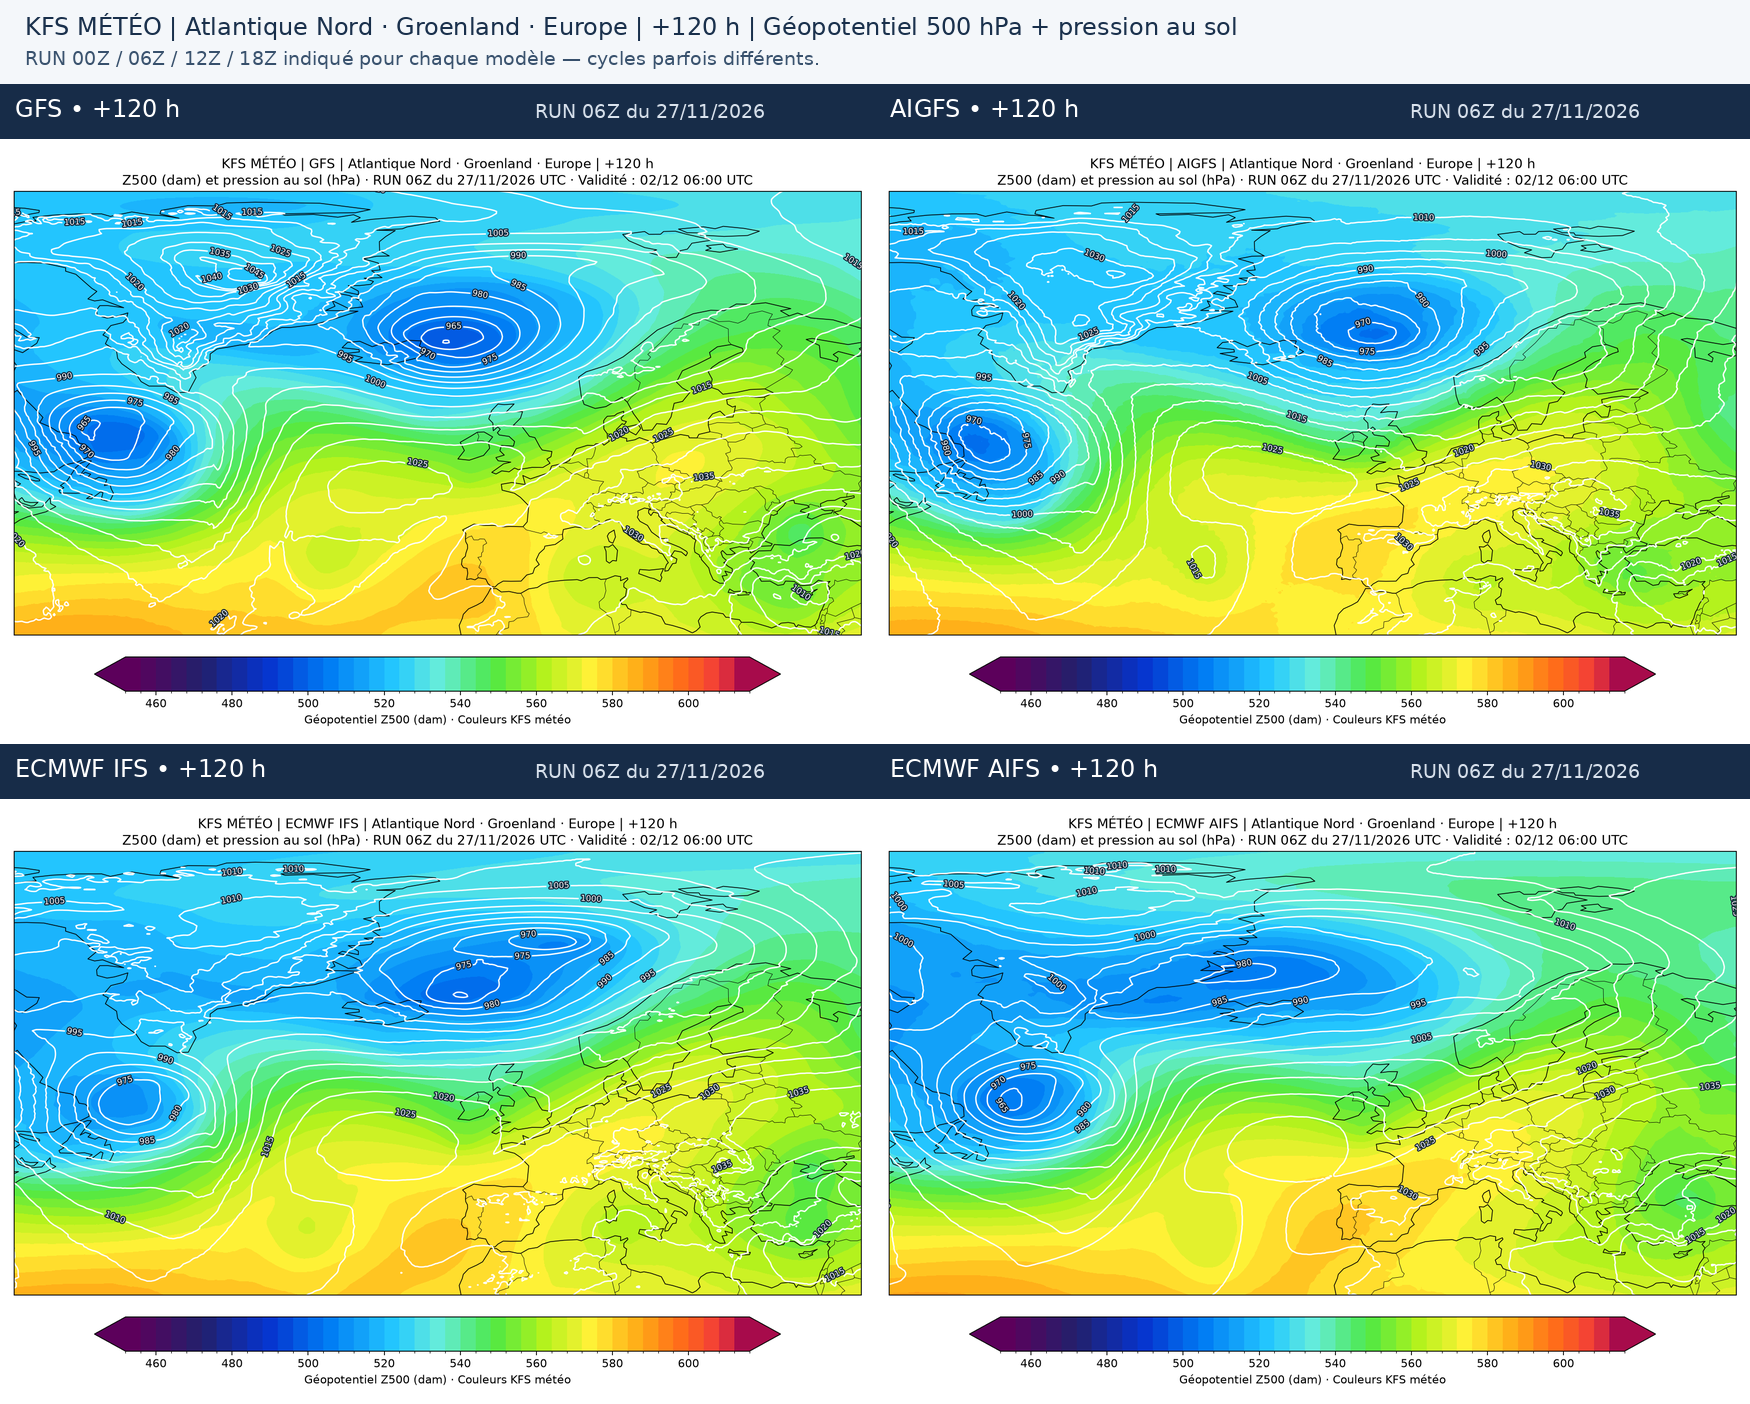 KFS MÉTÉO | Atlantique Nord · Groenland · Europe | +120 h | Géopotentiel 500 hPa + pression au sol
RUN 00Z / 06Z / 12Z / 18Z indiqué pour chaque modèle — cycles parfois différents.
GFS • +120 h
RUN 06Z du 27/11/2026
AIGFS • +120 h
RUN 06Z du 27/11/2026
KFS MÉTÉO | GFS | Atlantique Nord · Groenland · Europe | +120 h
Z500 (dam) et pression au sol (hPa) · RUN 06Z du 27/11/2026 UTC · Validité : 02/12 06:00 UTC
KFS MÉTÉO | AIGFS | Atlantique Nord · Groenland · Europe | +120 h
Z500 (dam) et pression au sol (hPa) · RUN 06Z du 27/11/2026 UTC · Validité : 02/12 06:00 UTC
460 480 500 520 540 560 580 600
Géopotentiel Z500 (dam) · Couleurs KFS météo
460 480 500 520 540 560 580 600
Géopotentiel Z500 (dam) · Couleurs KFS météo
ECMWF IFS • +120 h
RUN 06Z du 27/11/2026
ECMWF AIFS • +120 h
RUN 06Z du 27/11/2026
KFS MÉTÉO | ECMWF IFS | Atlantique Nord · Groenland · Europe | +120 h
Z500 (dam) et pression au sol (hPa) · RUN 06Z du 27/11/2026 UTC · Validité : 02/12 06:00 UTC
KFS MÉTÉO | ECMWF AIFS | Atlantique Nord · Groenland · Europe | +120 h
Z500 (dam) et pression au sol (hPa) · RUN 06Z du 27/11/2026 UTC · Validité : 02/12 06:00 UTC
460 480 500 520 540 560 580 600
Géopotentiel Z500 (dam) · Couleurs KFS météo
460 480 500 520 540 560 580 600
Géopotentiel Z500 (dam) · Couleurs KFS météo